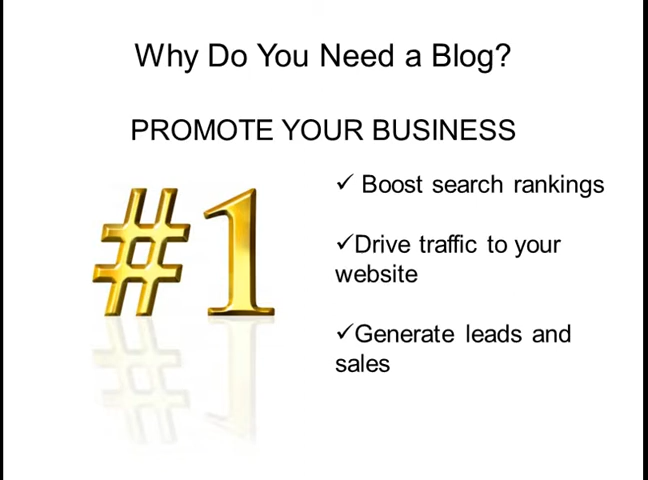 Why Do You Need a Blog?
PROMOTE YOUR BUSINESS
#1
✓ Boost search rankings
✓Drive traffic to your
website
✓Generate leads and
sales